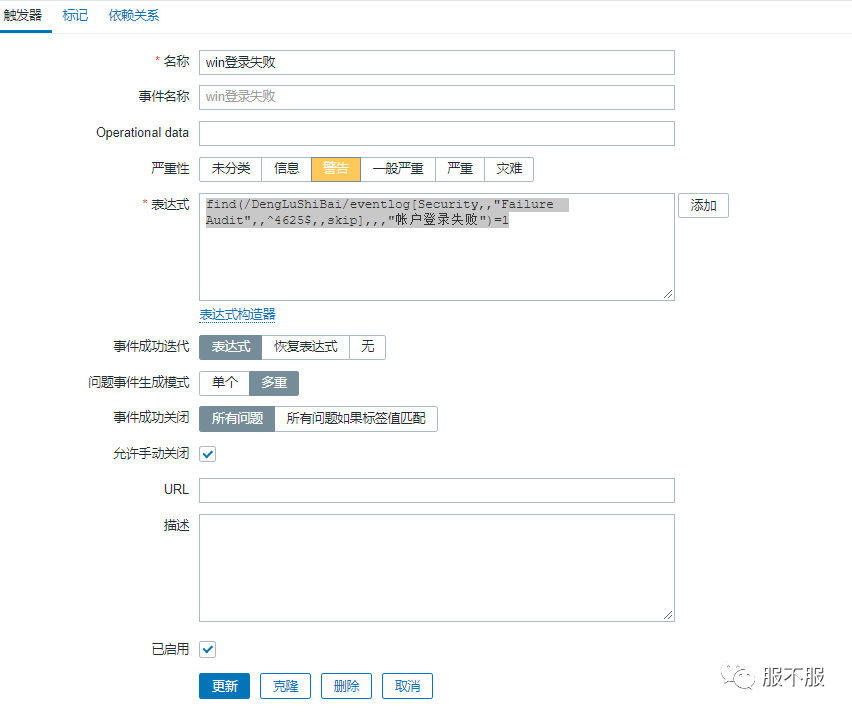 触发器 标记 依赖关系
* 名称 win登录失败
事件名称 win登录失败
Operational data
严重性 未分类 信息 警告 一般严重 严重 灾难
* 表达式 find(/DengLuShiBai/eventlog[Security,,"Failure 添加
Audit",,^4625$,,skip],,,"帐户登录失败")=1
表达式构造器
事件成功迭代 表达式 恢复表达式 无
问题事件生成模式 单个 多重
事件成功关闭 所有问题 所有问题如果标签值匹配
允许手动关闭
URL
描述
已启用
更新 克隆 删除 取消
服不服